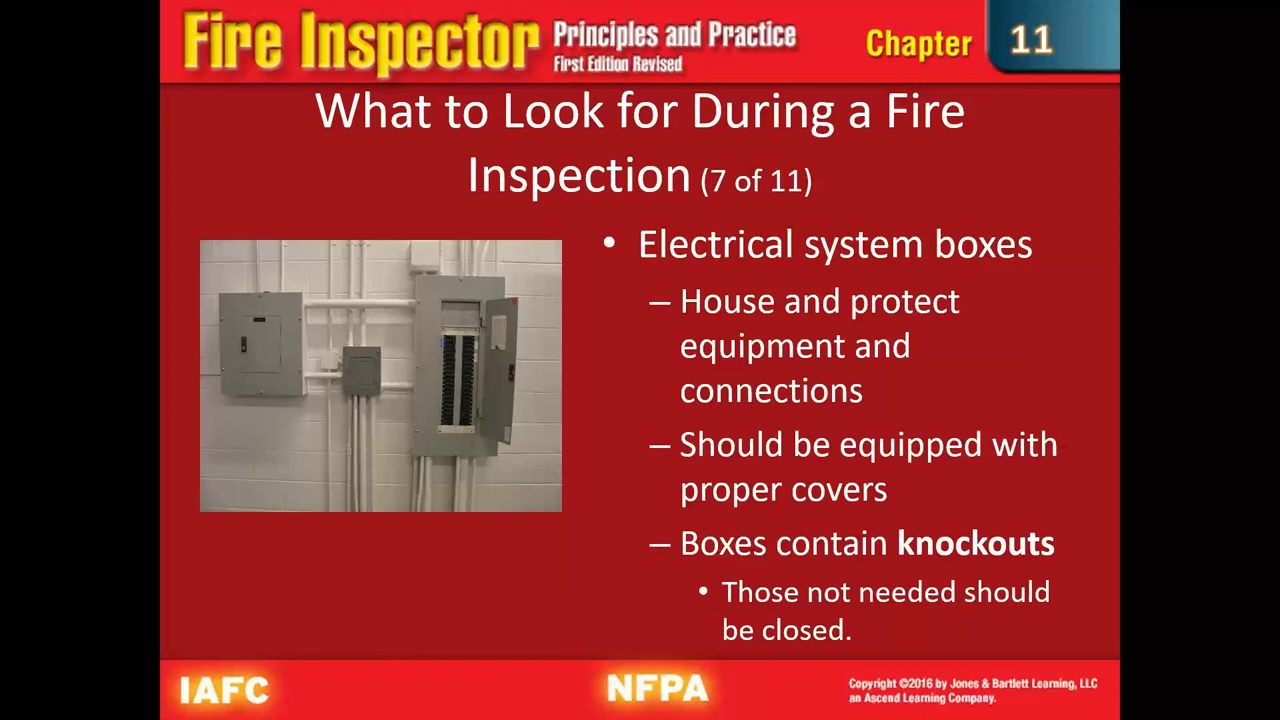 Fire Inspector Principles and Practice
First Edition Revised
Chapter 11
What to Look for During a Fire
Inspection (7 of 11)
• Electrical system boxes
– House and protect
equipment and
connections
– Should be equipped with
proper covers
– Boxes contain knockouts
• Those not needed should
be closed.
IAFC
NFPA
Copyright ©2016 by Jones & Bartlett Learning, LLC
an Ascend Learning Company.